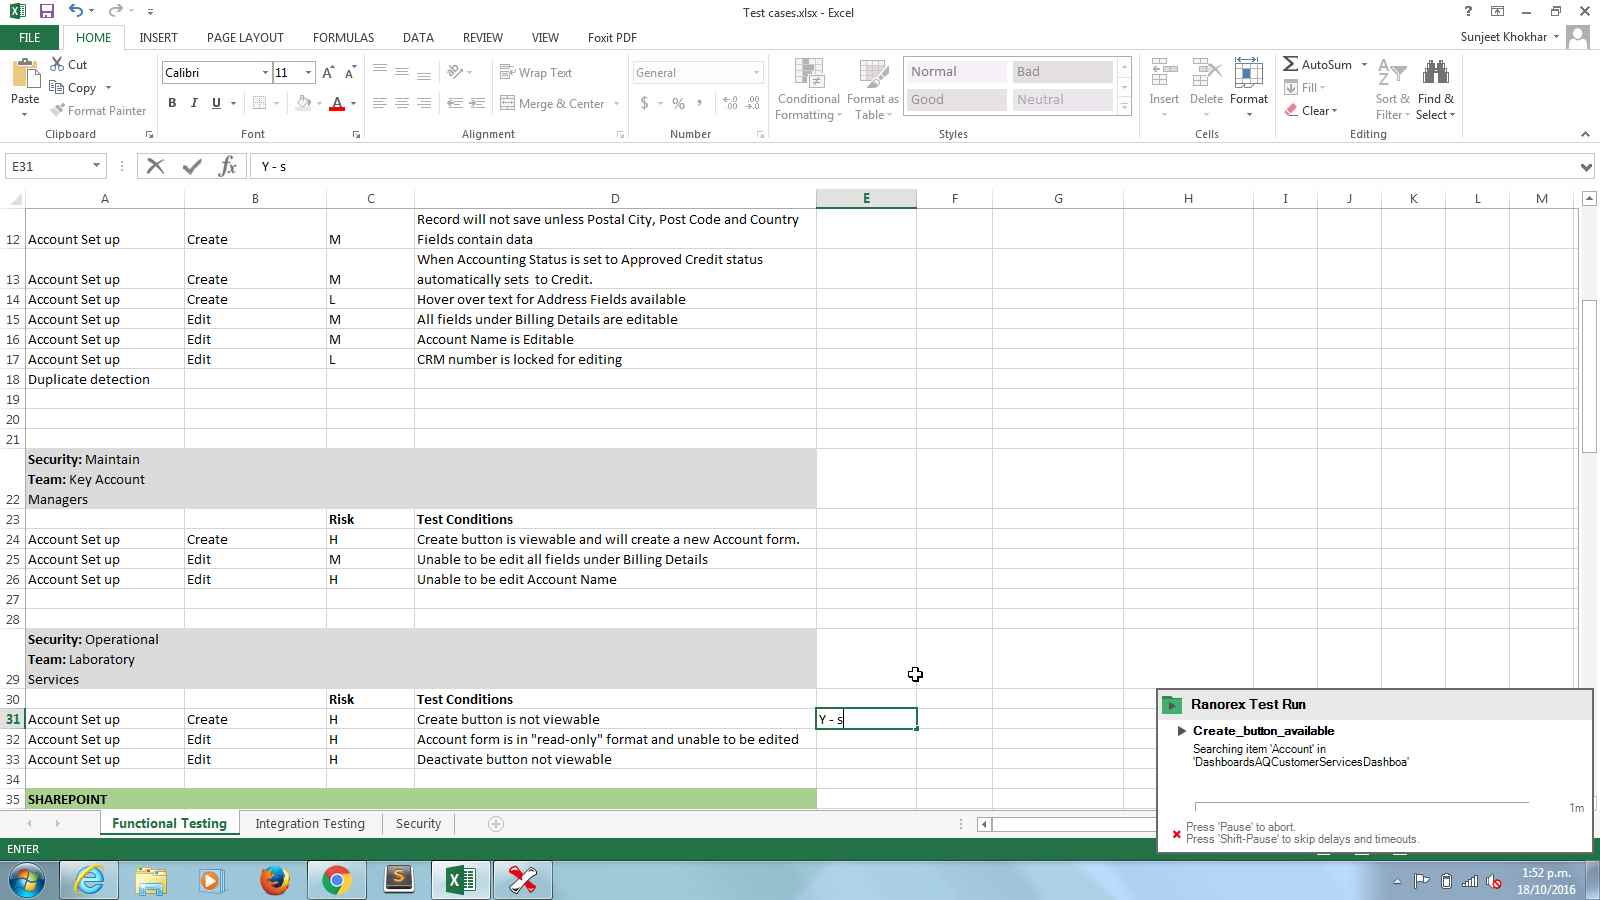 Test cases.xlsx - Excel
?
FILE HOME INSERT PAGE LAYOUT FORMULAS DATA REVIEW VIEW Foxit PDF Sunjeet Khokhar
Paste
Cut
Copy
Format Painter
Clipboard
Calibri 11
B I U
Font
Wrap Text
Merge & Center
Alignment
General
$ % ,
Number
Conditional Formatting
Format as Table
Normal Bad
Good Neutral
Styles
Insert Delete Format
Cells
AutoSum
Fill
Clear
Sort & Filter
Find & Select
Editing
E31 fx Y - s
A B C D E F G H I J K L M
Record will not save unless Postal City, Post Code and Country
12 Account Set up Create M Fields contain data
When Accounting Status is set to Approved Credit status
13 Account Set up Create M automatically sets to Credit.
14 Account Set up Create L Hover over text for Address Fields available
15 Account Set up Edit M All fields under Billing Details are editable
16 Account Set up Edit M Account Name is Editable
17 Account Set up Edit L CRM number is locked for editing
18 Duplicate detection
19
20
21
Security: Maintain
Team: Key Account
22 Managers
23 Risk Test Conditions
24 Account Set up Create H Create button is viewable and will create a new Account form.
25 Account Set up Edit M Unable to be edit all fields under Billing Details
26 Account Set up Edit H Unable to be edit Account Name
27
28
Security: Operational
Team: Laboratory
29 Services
30 Risk Test Conditions
31 Account Set up Create H Create button is not viewable Y - s
32 Account Set up Edit H Account form is in "read-only" format and unable to be edited
33 Account Set up Edit H Deactivate button not viewable
34
35 SHAREPOINT
Functional Testing Integration Testing Security
ENTER
Ranorex Test Run
Create_button_available
Searching item 'Account' in
'DashboardsAQCustomerServicesDashboa'
1m
Press 'Pause' to abort.
Press 'Shift-Pause' to skip delays and timeouts.
1:52 p.m.
18/10/2016